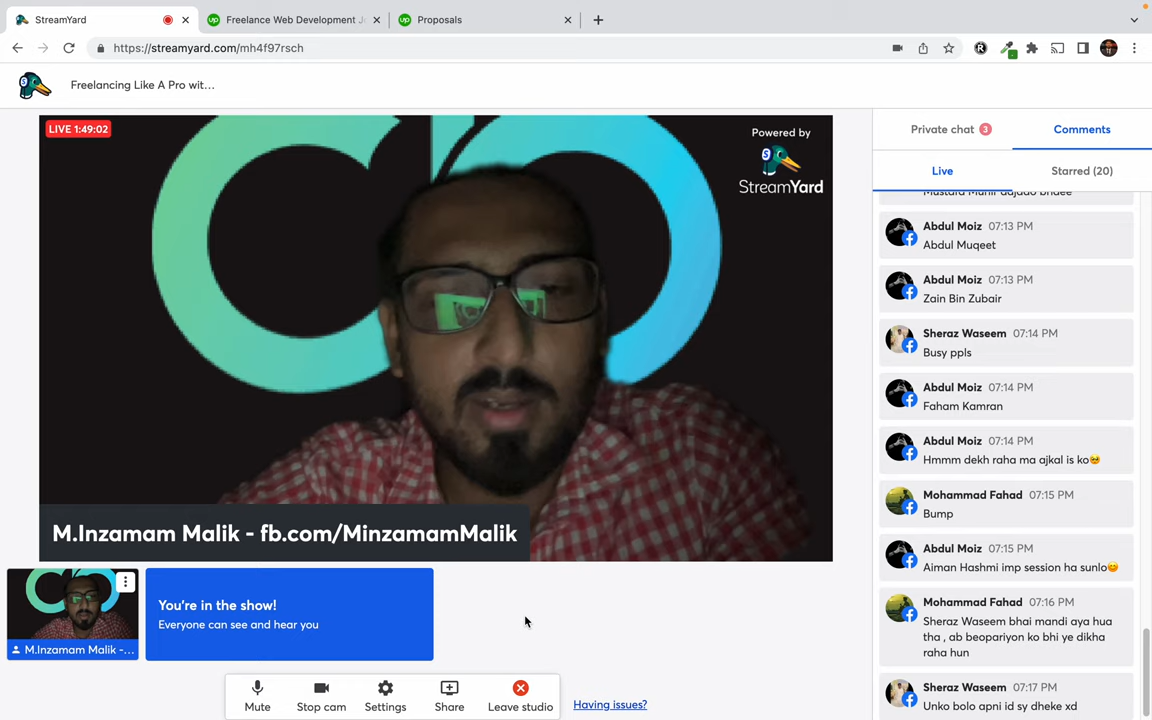 StreamYard
Freelance Web Development J
Proposals
https://streamyard.com/mh4f97rsch
Freelancing Like A Pro wit...
LIVE 1:49:02
Powered by
StreamYard
M.Inzamam Malik - fb.com/MinzamamMalik
M.Inzamam Malik -...
You're in the show!
Everyone can see and hear you
Mute
Stop cam
Settings
Share
Leave studio
Having issues?
Private chat 3
Comments
Live
Starred (20)
Abdul Moiz 07:13 PM
Abdul Muqeet
Abdul Moiz 07:13 PM
Zain Bin Zubair
Sheraz Waseem 07:14 PM
Busy ppls
Abdul Moiz 07:14 PM
Faham Kamran
Abdul Moiz 07:14 PM
Hmmm dekh raha ma ajkal is ko🥺
Mohammad Fahad 07:15 PM
Bump
Abdul Moiz 07:15 PM
Aiman Hashmi imp session ha sunlo😊
Mohammad Fahad 07:16 PM
Sheraz Waseem bhai mandi aya hua
tha , ab beopariyon ko bhi ye dikha
raha hun
Sheraz Waseem 07:17 PM
Unko bolo apni id sy dheke xd